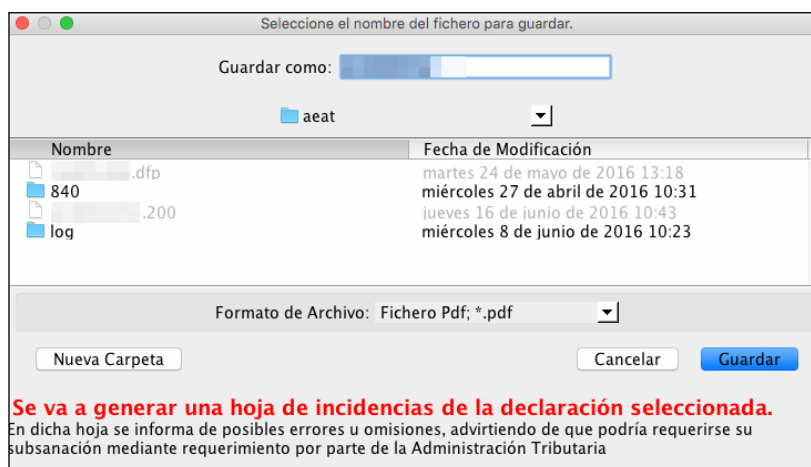 Seleccione el nombre del fichero para guardar.
Guardar como:
aeat
Nombre Fecha de Modificación
.dfp martes 24 de mayo de 2016 13:18
840 miércoles 27 de abril de 2016 10:31
.200 jueves 16 de junio de 2016 10:43
log miércoles 8 de junio de 2016 10:23
Formato de Archivo: Fichero Pdf; *.pdf
Nueva Carpeta Cancelar Guardar
Se va a generar una hoja de incidencias de la declaración seleccionada.
En dicha hoja se informa de posibles errores u omisiones, advirtiendo de que podría requerirse su
subsanación mediante requerimiento por parte de la Administración Tributaria